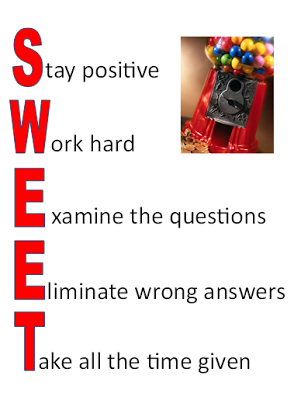 Stay positive
Work hard
Examine the questions
Eliminate wrong answers
Take all the time given